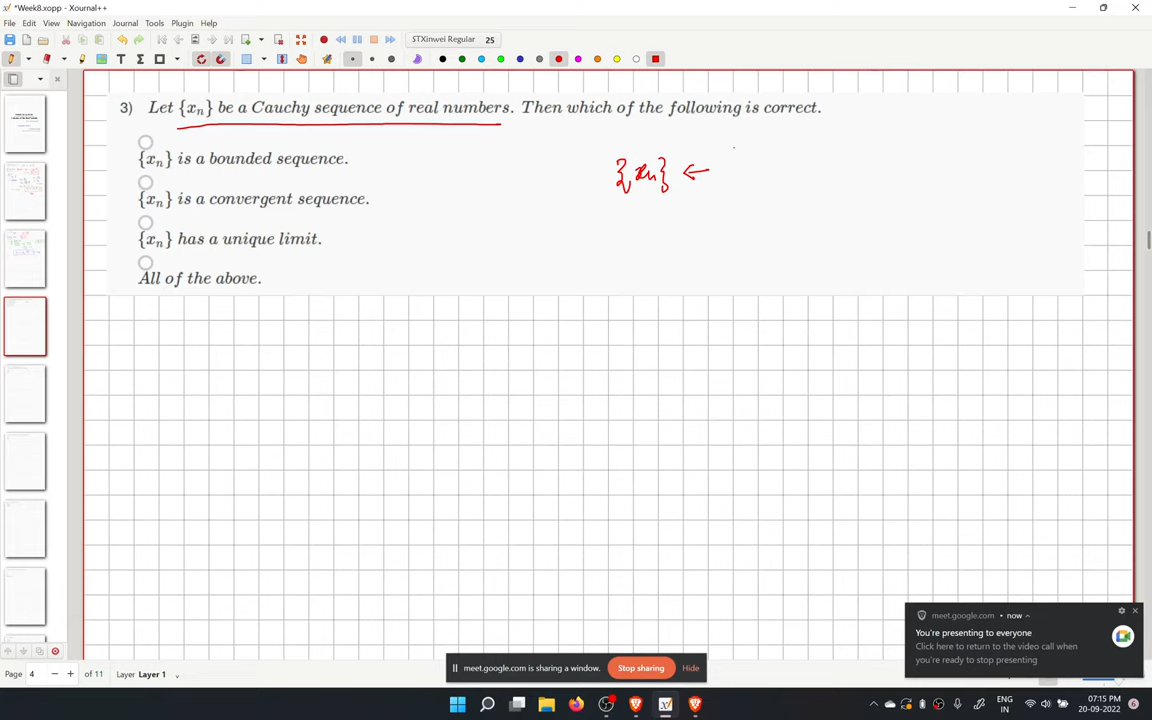 *Week8.xopp - Xournal++
File Edit View Navigation Journal Tools Plugin Help
STXinwei Regular 25
3) Let {xn} be a Cauchy sequence of real numbers. Then which of the following is correct.
{xn} is a bounded sequence.
{xn} is a convergent sequence.
{xn} has a unique limit.
All of the above.
{xn} ←
meet.google.com • now
You're presenting to everyone
Click here to return to the video call when
you're ready to stop presenting
meet.google.com is sharing a window. Stop sharing Hide
Page 4 of 11 Layer Layer 1
ENG
IN
07:15 PM
20-09-2022
6